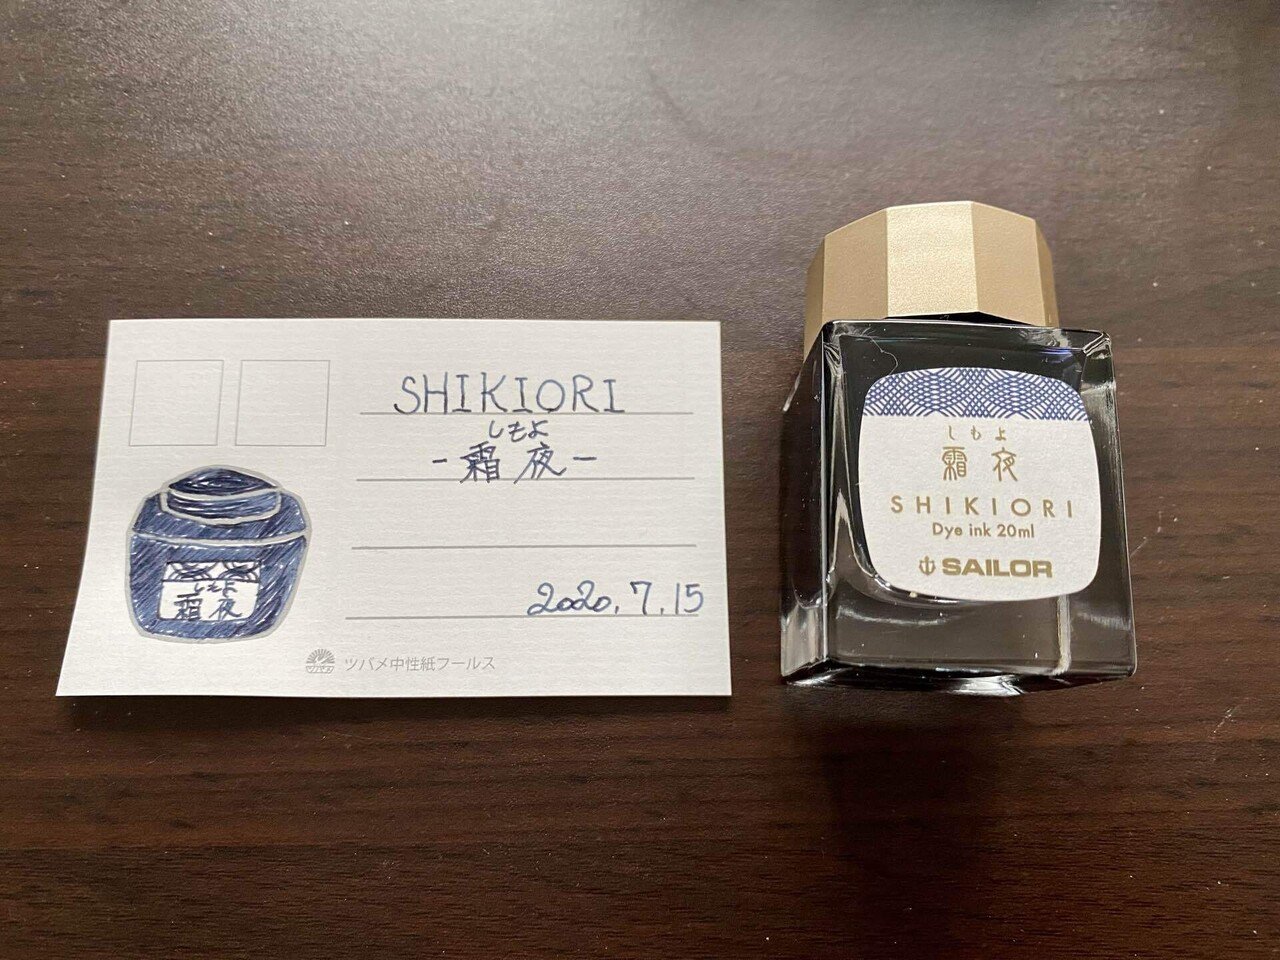 SHIKIORI
しもよ
-霜夜-
2020.7.15
しもよ
霜夜
ツバメ中性紙フールス
しもよ
霜夜
SHIKIORI
Dye ink 20ml
SAILOR